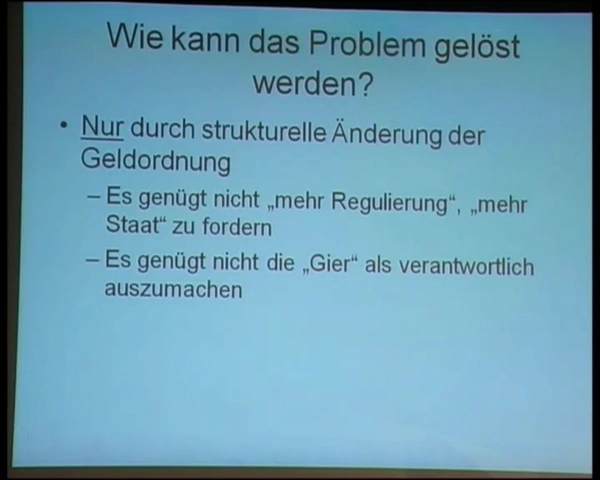 Wie kann das Problem gelöst
werden?
• Nur durch strukturelle Änderung der
Geldordnung
– Es genügt nicht „mehr Regulierung“, „mehr
Staat“ zu fordern
– Es genügt nicht die „Gier“ als verantwortlich
auszumachen